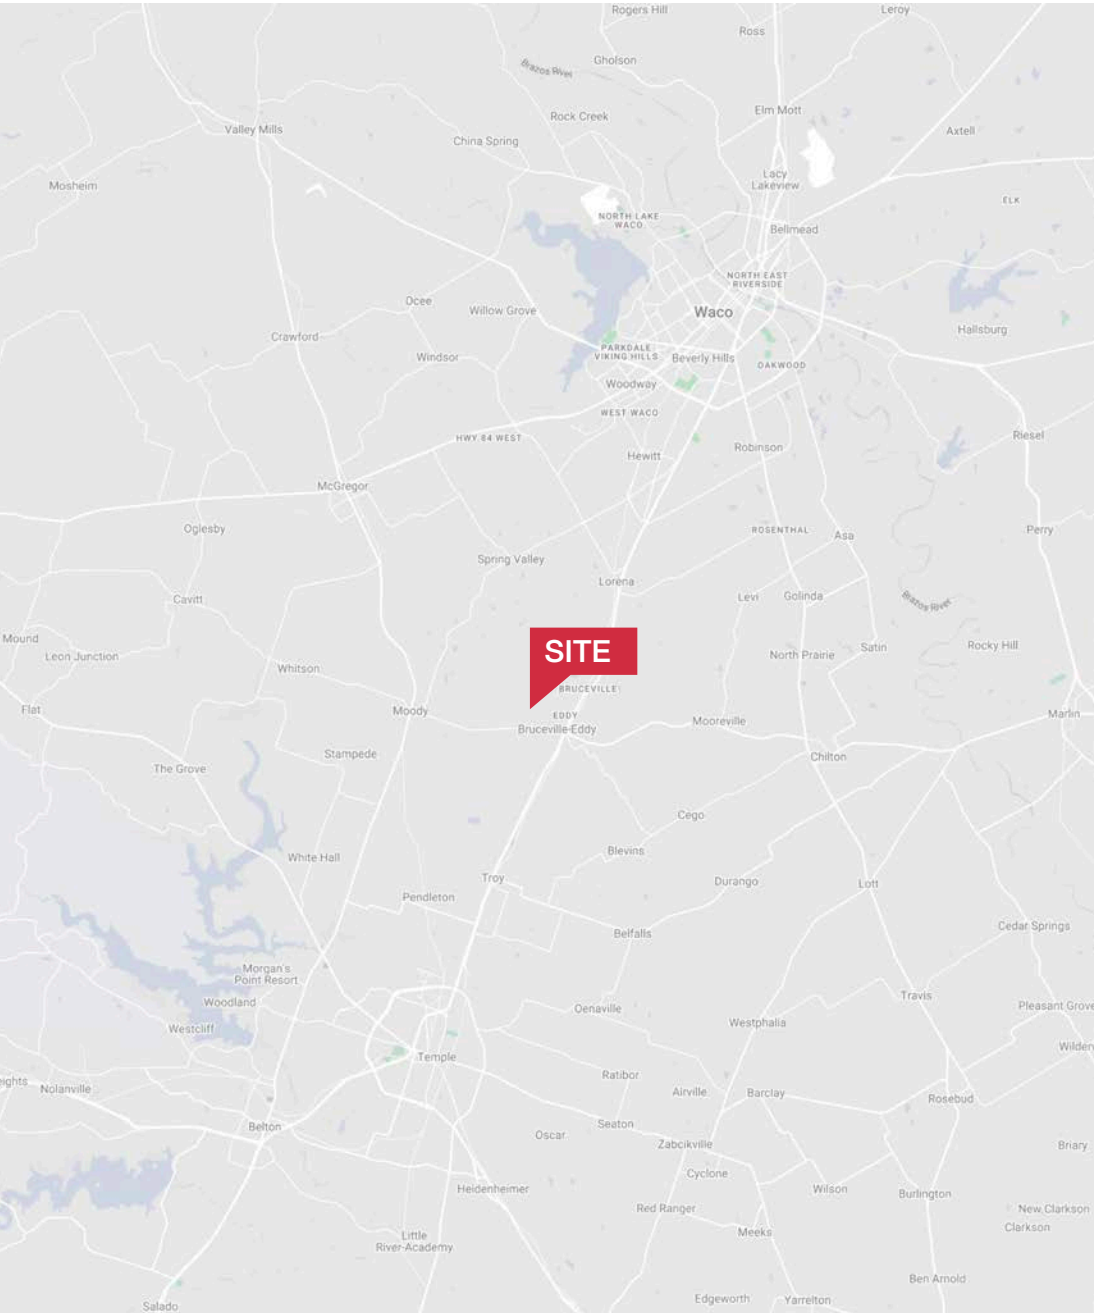 Rogers Hill
Leroy
Ross
Gholson
Brazos River
Elm Mott
Rock Creek
Valley Mills
China Spring
Axtell
Lacy
Lakeview
Mosheim
ELK
NORTH LAKE
WACO
Bellmead
NORTH EAST
RIVERSIDE
Ocee
Willow Grove
Waco
Hallsburg
Crawford
PARKDALE
VIKING HILLS
Windsor
Beverly Hills
OAKWOOD
Woodway
WEST WACO
HWY 84 WEST
Riesel
Robinson
Hewitt
McGregor
Oglesby
ROSENTHAL
Perry
Asa
Spring Valley
Lorena
Cavitt
Levi
Golinda
Brazos River
Mound
Leon Junction
SITE
North Prairie
Satin
Rocky Hill
Whitson
BRUCEVILLE
Flat
Moody
EDDY
Bruceville-Eddy
Mooreville
Marlin
Stampede
Chilton
The Grove
Cego
White Hall
Blevins
Troy
Durango
Lott
Pendleton
Belfalls
Cedar Springs
Morgan's
Point Resort
Woodland
Travis
Oenaville
Pleasant Grove
Westcliff
Westphalia
Temple
Wilder
Ratibor
eights
Nolanville
Airville
Barclay
Rosebud
Belton
Seaton
Oscar
Zabcikville
Briary
Cyclone
Heidenheimer
Wilson
Burlington
Red Ranger
New Clarkson
Clarkson
Meeks
Little
River-Academy
Ben Arnold
Edgeworth
Yarrelton
Salado